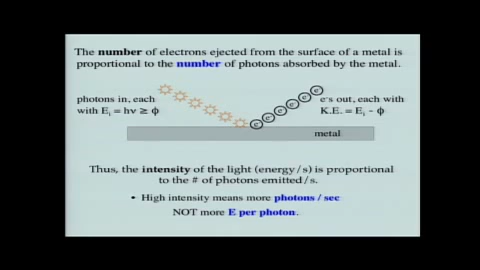 The number of electrons ejected from the surface of a metal is
proportional to the number of photons absorbed by the metal.
photons in, each
with Ei = hν ≥ ϕ
e⁻s out, each with
K.E. = Ei - ϕ
e⁻ e⁻ e⁻ e⁻ e⁻ e⁻
metal
Thus, the intensity of the light (energy/s) is proportional
to the # of photons emitted/s.
• High intensity means more photons / sec
NOT more E per photon.